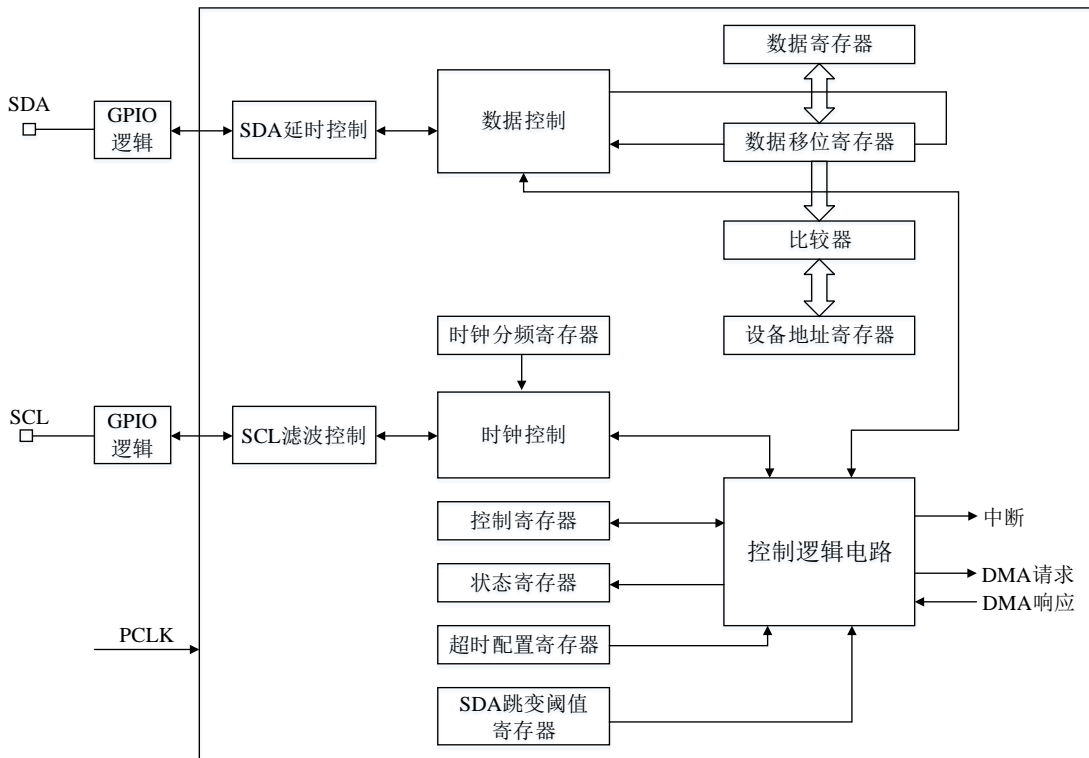 数据寄存器
SDA
GPIO
逻辑
SDA延时控制
数据控制
数据移位寄存器
比较器
时钟分频寄存器
设备地址寄存器
SCL
GPIO
逻辑
SCL滤波控制
时钟控制
控制寄存器
控制逻辑电路
中断
状态寄存器
DMA请求
DMA响应
PCLK
超时配置寄存器
SDA跳变阈值
寄存器